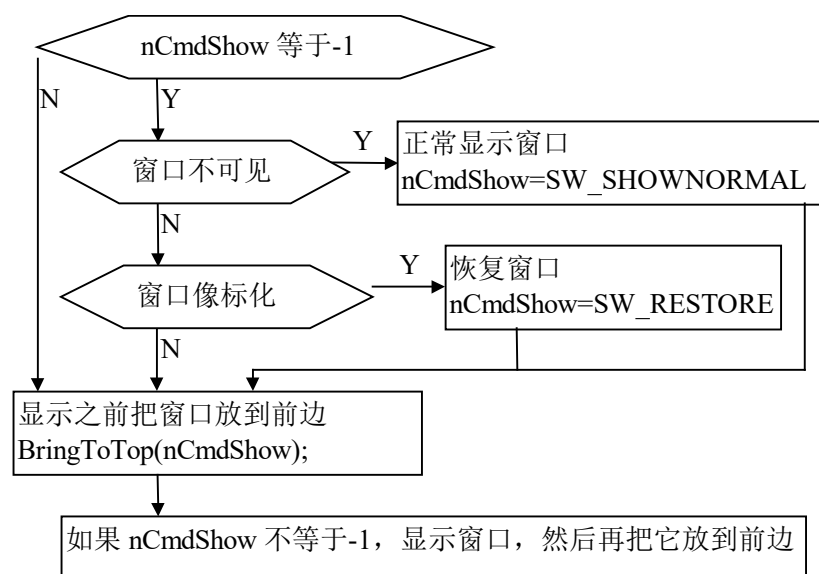 nCmdShow 等于-1
N
Y
窗口不可见
Y
正常显示窗口
nCmdShow=SW_SHOWNORMAL
N
窗口像标化
Y
恢复窗口
nCmdShow=SW_RESTORE
N
显示之前把窗口放到前边
BringToTop(nCmdShow);
如果 nCmdShow 不等于-1，显示窗口，然后再把它放到前边